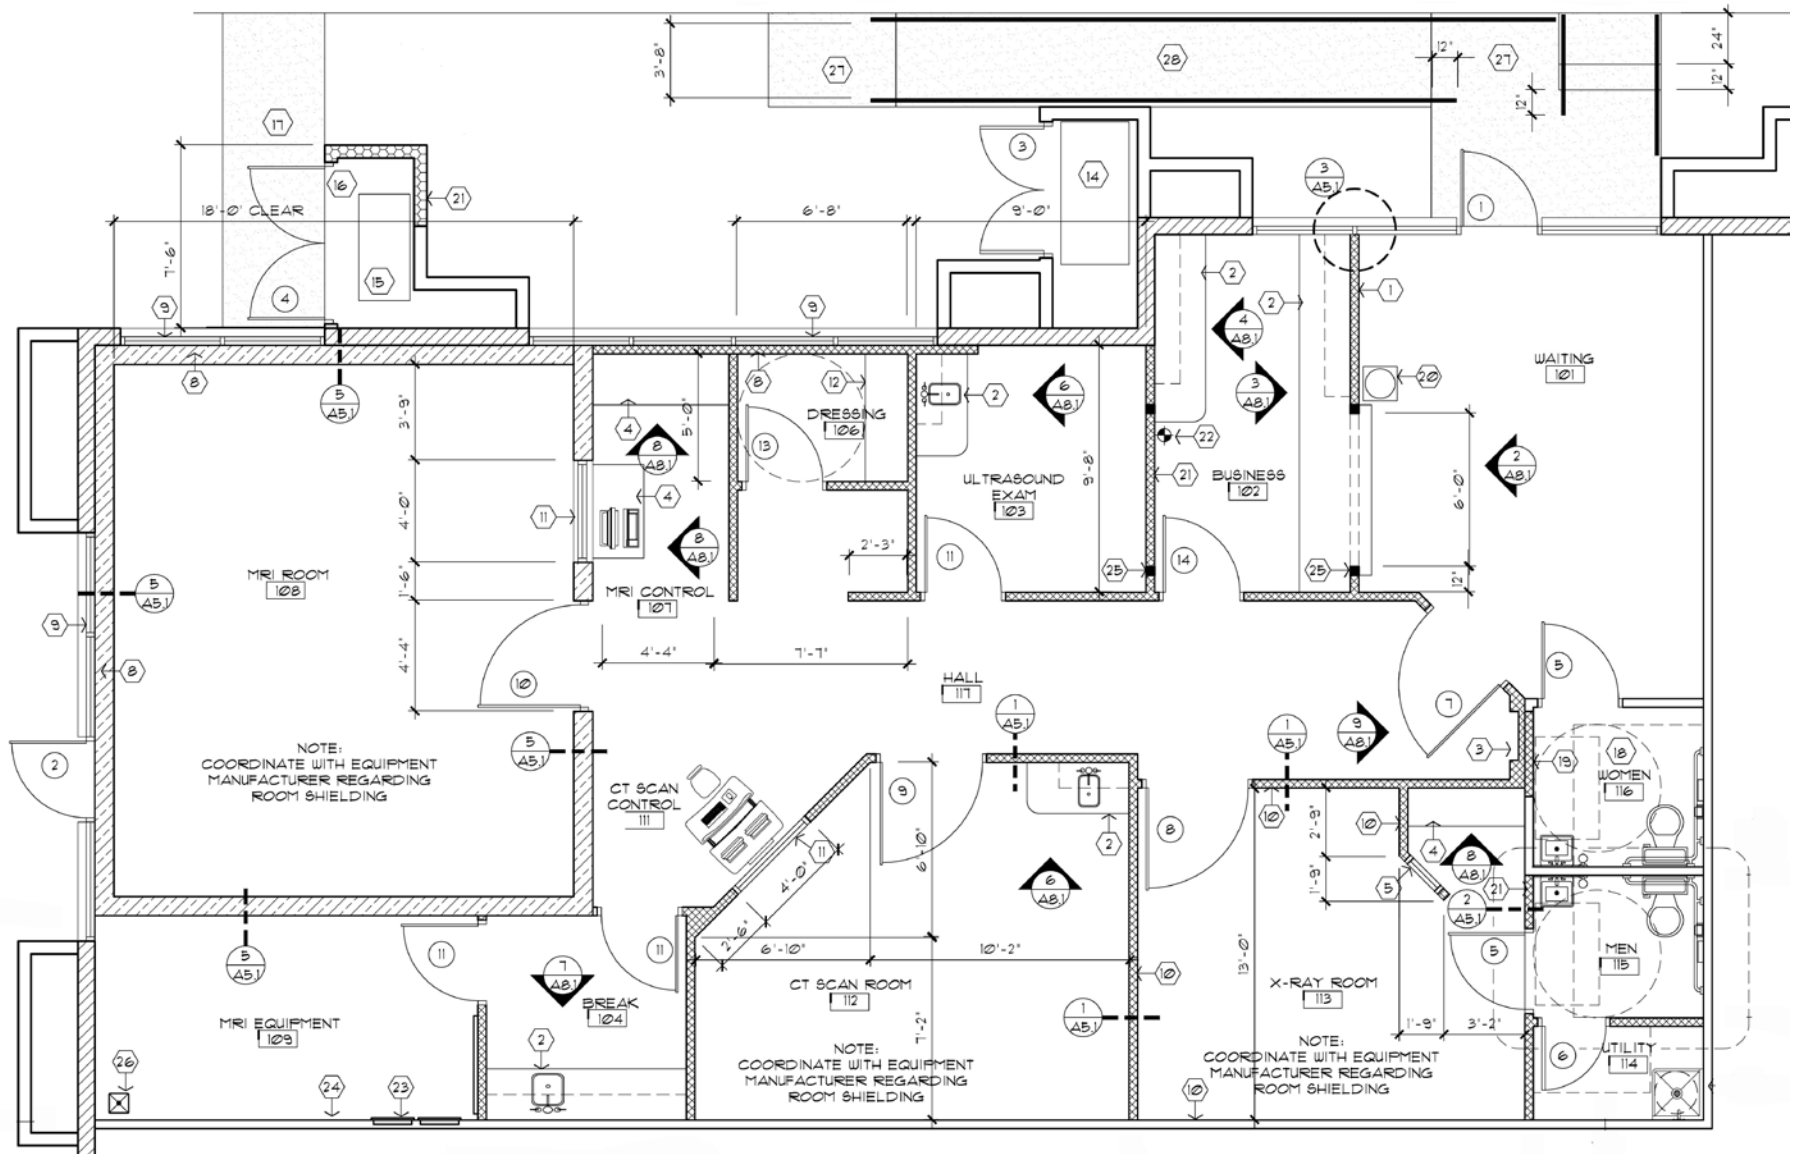 3'-8"
27
28
12"
27
24"
12"
12"
17
3
14
3
A5.1
1
16
21
18'-0" CLEAR
6'-8"
9'-0"
7'-6"
15
4
9
9
2
2
1
4
A8.1
WAITING
101
8
5
A5.1
3'-9"
4
8
A8.1
5'-0"
8
12
DRESSING
106
13
2
6
A8.1
3
A8.1
20
22
9'-8"
21
BUSINESS
102
2
A8.1
6'-0"
ULTRASOUND
EXAM
103
4'-0"
11
4
8
A8.1
2'-3"
11
25
14
25
12"
MRI ROOM
108
5
A5.1
1'-6"
MRI CONTROL
107
9
8
4'-4"
10
4'-4"
7'-7"
HALL
117
5
7
1
A5.1
1
A5.1
9
A8.1
3
2
NOTE:
COORDINATE WITH EQUIPMENT
MANUFACTURER REGARDING
ROOM SHIELDING
5
A5.1
CT SCAN
CONTROL
111
9
2
8
10
2'-9"
10
4
19
18
WOMEN
116
11
4'-0"
6'-10"
6
A8.1
5
8
A8.1
1'-9"
21
2
A5.1
5
A5.1
11
11
2'-6"
6'-10"
10'-2"
10
13'-0"
5
MEN
115
7
A8.1
BREAK
104
CT SCAN ROOM
112
X-RAY ROOM
113
MRI EQUIPMENT
109
1
A5.1
7'-2"
1'-9"
3'-2"
2
26
24
23
NOTE:
COORDINATE WITH EQUIPMENT
MANUFACTURER REGARDING
ROOM SHIELDING
NOTE:
COORDINATE WITH EQUIPMENT
MANUFACTURER REGARDING
ROOM SHIELDING
10
6
UTILITY
114